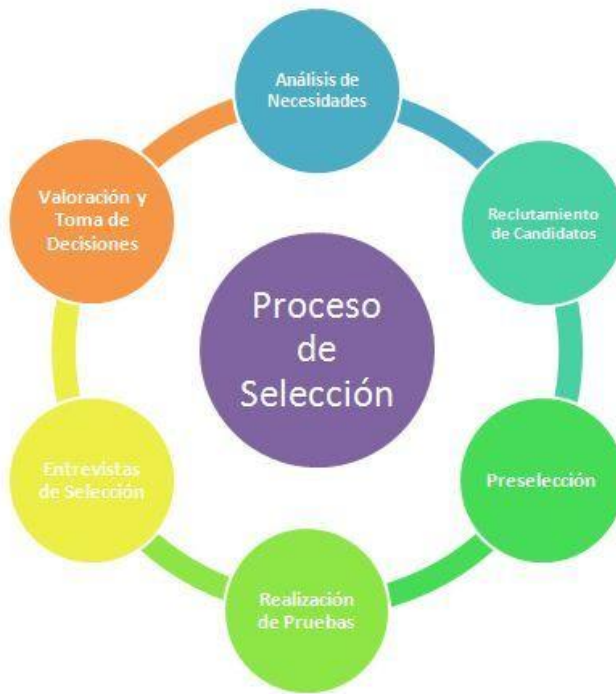 Análisis de
Necesidades
Reclutamiento
de Candidatos
Preselección
Realización
de Pruebas
Entrevistas
de Selección
Valoración y
Toma de
Decisiones
Proceso
de
Selección